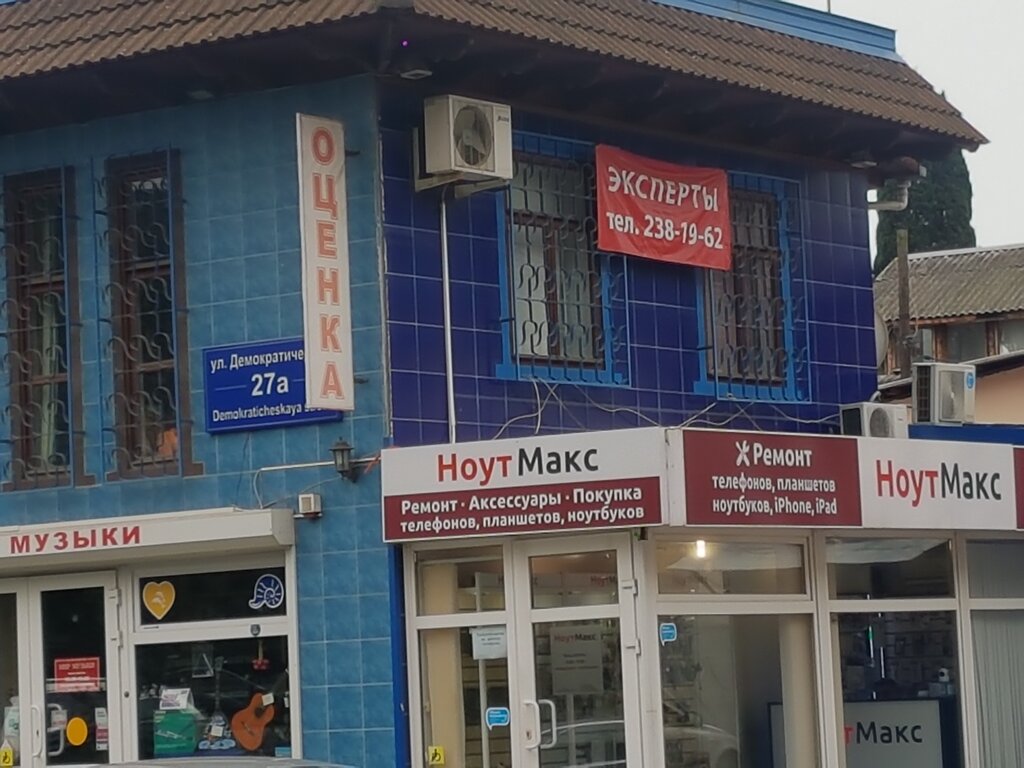 ОЦЕНКА
ЭКСПЕРТЫ
тел. 238-19-62
ул. Демократиче
27а
Demokraticheskaya
НоутМакс
Ремонт · Аксессуары · Покупка
телефонов, планшетов, ноутбуков
Ремонт
телефонов, планшетов
ноутбуков, iPhone, iPad
НоутМакс
МУЗЫКИ
НоутМакс
тМакс